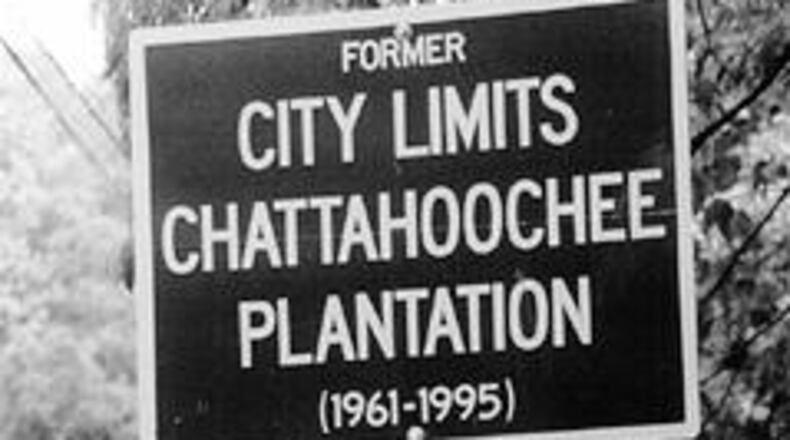 FORMER
CITY LIMITS
CHATTAHOOCHEE
PLANTATION
(1961-1995)